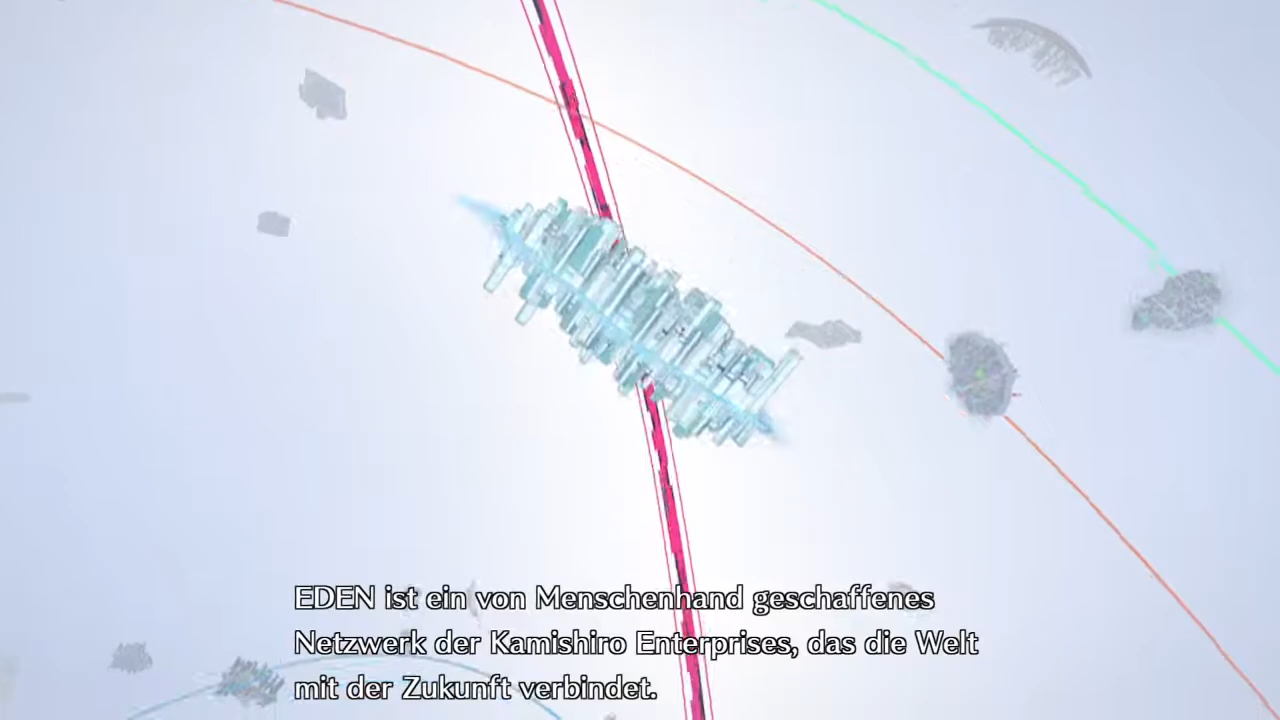 EDEN ist ein von Menschenhand geschaffenes
Netzwerk der Kamishiro Enterprises, das die Welt
mit der Zukunft verbindet.